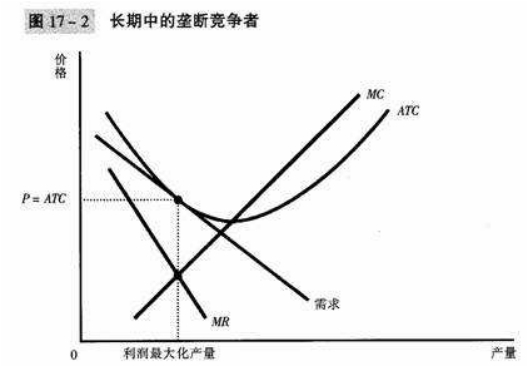 图 17-2 长期中的垄断竞争者
价格
MC
ATC
P = ATC
需求
MR
0
利润最大化产量
产量